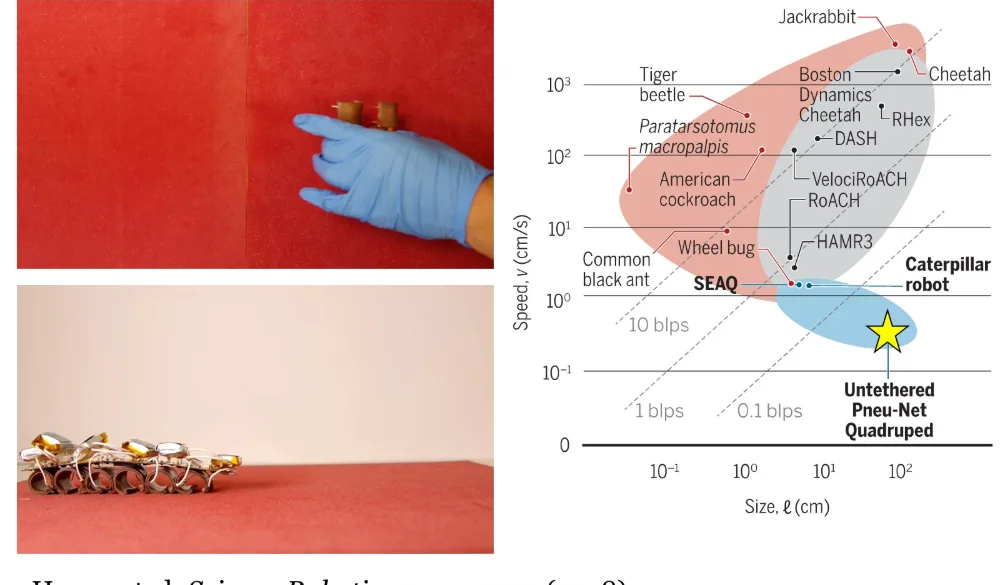 Jackrabbit
Cheetah
Tiger
beetle
Boston
Dynamics
Cheetah
RHex
Paratarsotomus
macropalpis
DASH
American
cockroach
VelociRoACH
RoACH
HAMR3
Wheel bug
Common
black ant
SEAQ
Caterpillar
robot
10 blps
1 blps
0.1 blps
Untethered
Pneu-Net
Quadruped
Speed, v (cm/s)
10³
10²
10¹
10⁰
10⁻¹
0
10⁻¹ 10⁰ 10¹ 10²
Size, ℓ (cm)